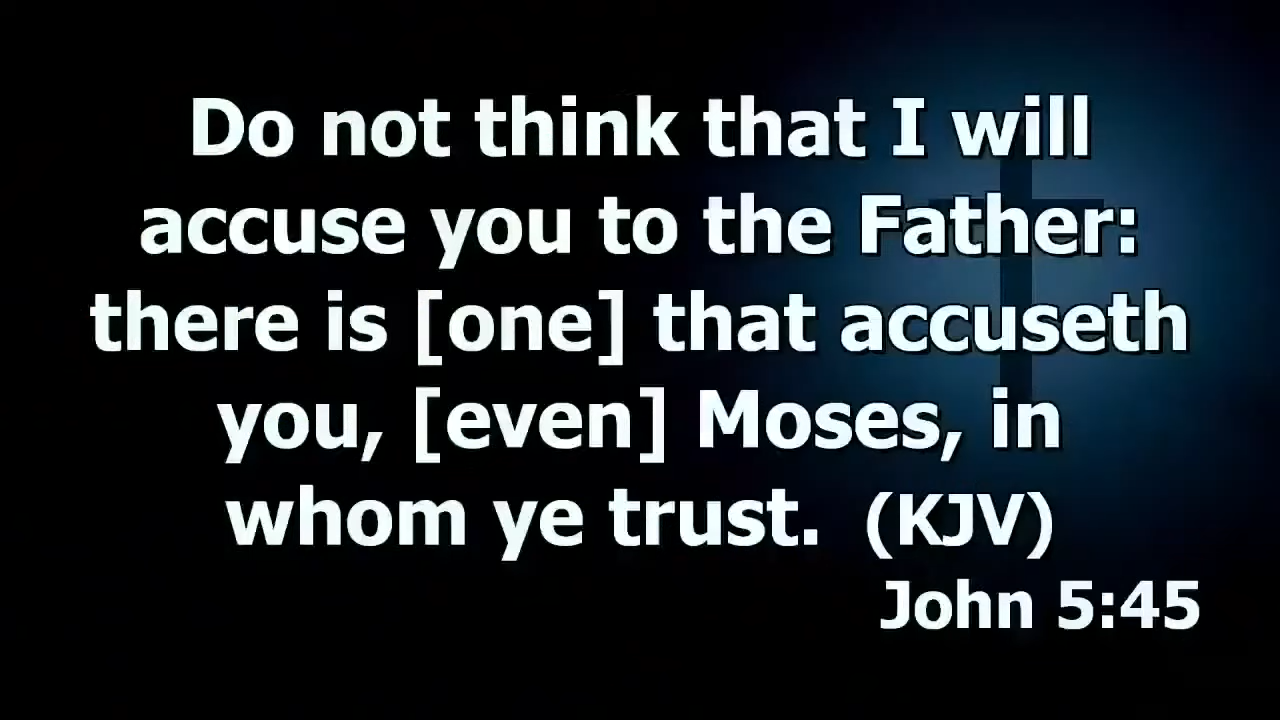 Do not think that I will
accuse you to the Father:
there is [one] that accuseth
you, [even] Moses, in
whom ye trust. (KJV)
John 5:45